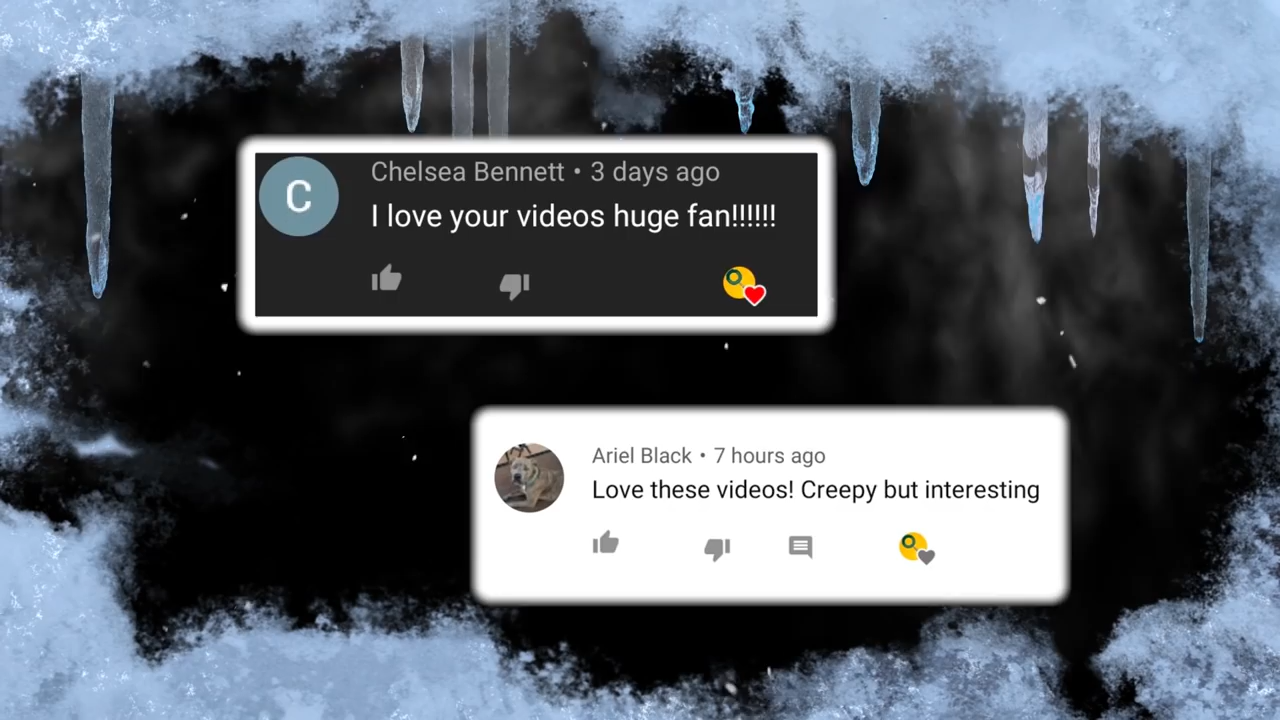 C
Chelsea Bennett • 3 days ago
I love your videos huge fan!!!!!!
Ariel Black • 7 hours ago
Love these videos! Creepy but interesting